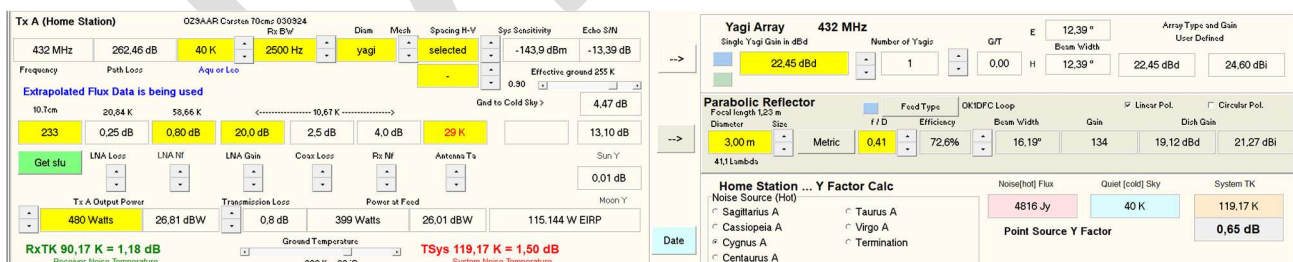 Tx A (Home Station) OZ9AAR Carsten 70cms 030924
Rx BW Diam Mesh Spacing H-V Sys Sensitivity Echo S/N
432 MHz 262,46 dB 40 K 2500 Hz yagi selected -143,9 dBm -13,39 dB
Frequency Path Loss Aqu or Leo - Effective ground 255 K
0.90
Extrapolated Flux Data is being used
Gnd to Cold Sky > 4,47 dB
10.7cm 20,84 K 58,66 K <---------------- 10,67 K ---------------->
233 0,25 dB 0,80 dB 20,0 dB 2,5 dB 4,0 dB 29 K 13,10 dB
Get sfu LNA Loss LNA Nf LNA Gain Coax Loss Rx Nf Antenna Ta Sun Y
0,01 dB
Tx A Output Power Transmission Loss Power at Feed Moon Y
480 Watts 26,81 dBW 0,8 dB 399 Watts 26,01 dBW 115.144 W EIRP
RxTK 90,17 K = 1,18 dB Ground Temperature TSys 119,17 K = 1,50 dB
Receiver Noise Temperature System Noise Temperature
-->
-->
Date
Yagi Array 432 MHz
Single Yagi Gain in dBd Number of Yagis G/T E 12,39 º Array Type and Gain
User Defined
Beam Width
22,45 dBd 1 0,00 H 12,39 º 22,45 dBd 24,60 dBi
Parabolic Reflector Feed Type OK1DFC Loop Linear Pol. Circular Pol.
Focal length 1,23 m
Diameter Size f / D Efficiency Beam Width Gain Dish Gain
3,00 m Metric 0,41 72,6% 16,19° 134 19,12 dBd 21,27 dBi
41,1 Lambda
Home Station ... Y Factor Calc Noise[hot] Flux Quiet [cold] Sky System TK
Noise Source (Hot)
Sagittarius A Taurus A 4816 Jy 40 K 119,17 K
Cassiopeia A Virgo A
Cygnus A Termination Point Source Y Factor 0,65 dB
Centaurus A